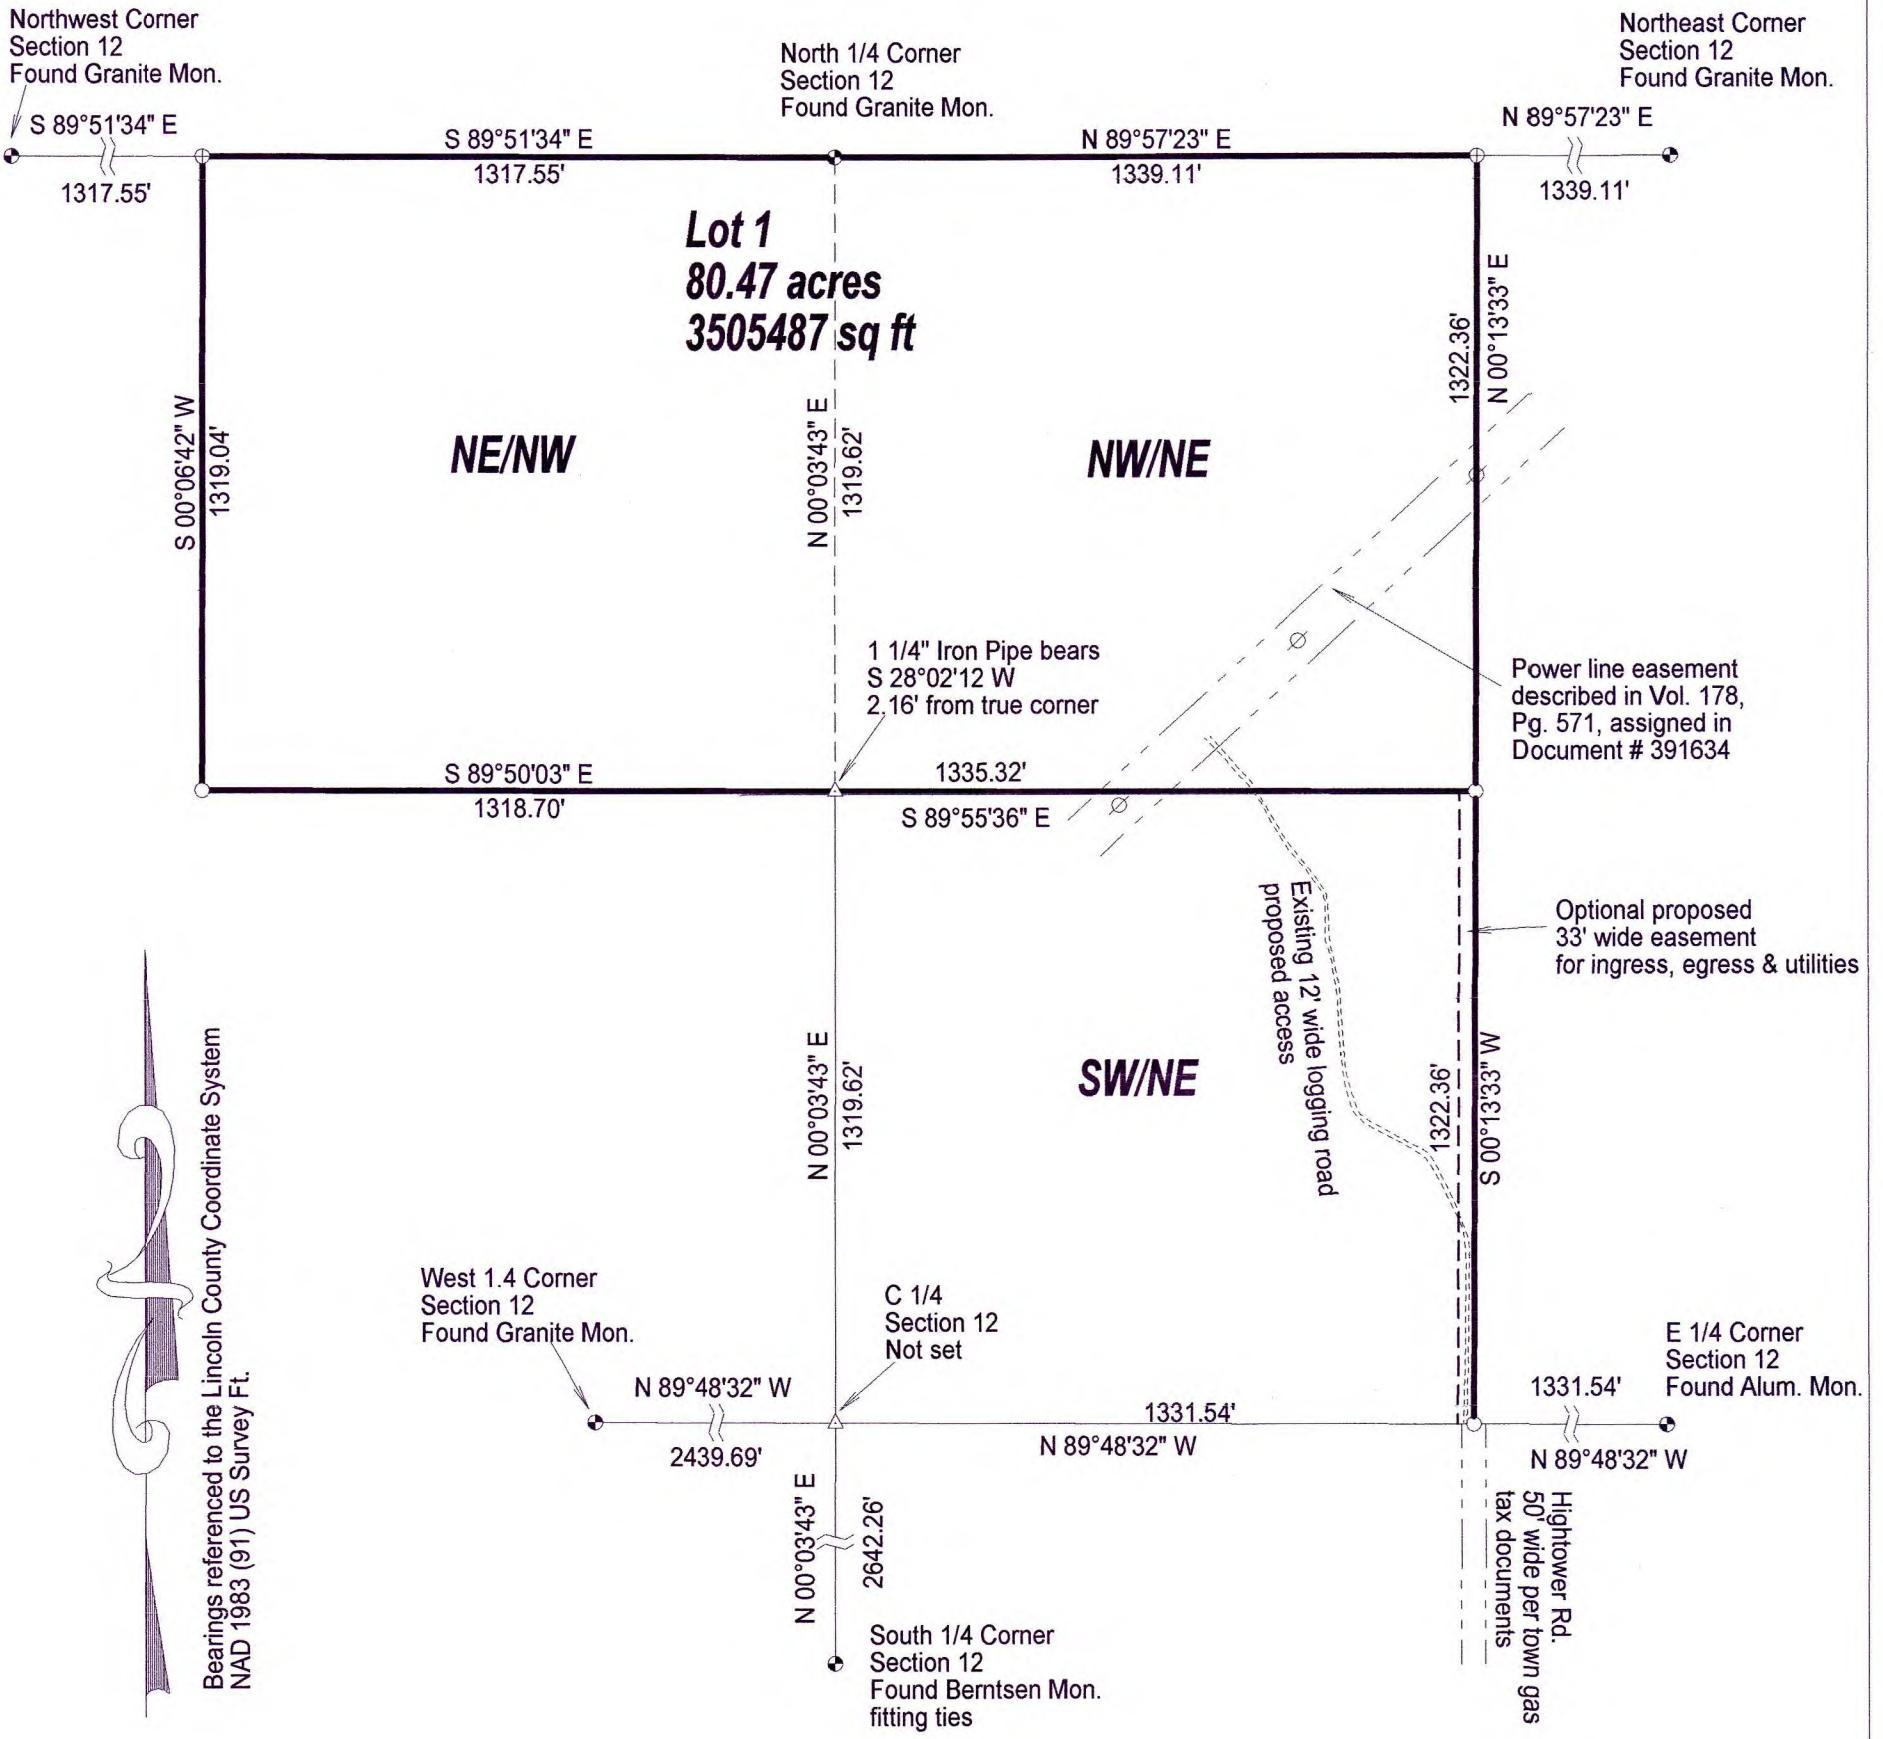 Northwest Corner
Section 12
Found Granite Mon.
North 1/4 Corner
Section 12
Found Granite Mon.
Northeast Corner
Section 12
Found Granite Mon.
S 89°51'34" E
1317.55'
S 89°51'34" E
1317.55'
N 89°57'23" E
1339.11'
N 89°57'23" E
1339.11'
Lot 1
80.47 acres
3505487 sq ft
S 00°06'42" W
1319.04'
NE/NW
N 00°03'43" E
1319.62'
NW/NE
1322.36'
N 00°13'33" E
1 1/4" Iron Pipe bears
S 28°02'12 W
2.16' from true corner
Power line easement
described in Vol. 178,
Pg. 571, assigned in
Document # 391634
S 89°50'03" E
1318.70'
1335.32'
S 89°55'36" E
Existing 12' wide logging road
proposed access
Optional proposed
33' wide easement
for ingress, egress & utilities
Bearings referenced to the Lincoln County Coordinate System
NAD 1983 (91) US Survey Ft.
N 00°03'43" E
1319.62'
SW/NE
1322.36'
S 00°13'33" W
West 1.4 Corner
Section 12
Found Granite Mon.
C 1/4
Section 12
Not set
E 1/4 Corner
Section 12
Found Alum. Mon.
N 89°48'32" W
2439.69'
1331.54'
N 89°48'32" W
1331.54'
N 89°48'32" W
N 00°03'43" E
2642.26'
Hightower Rd.
50' wide per town gas
tax documents
South 1/4 Corner
Section 12
Found Berntsen Mon.
fitting ties